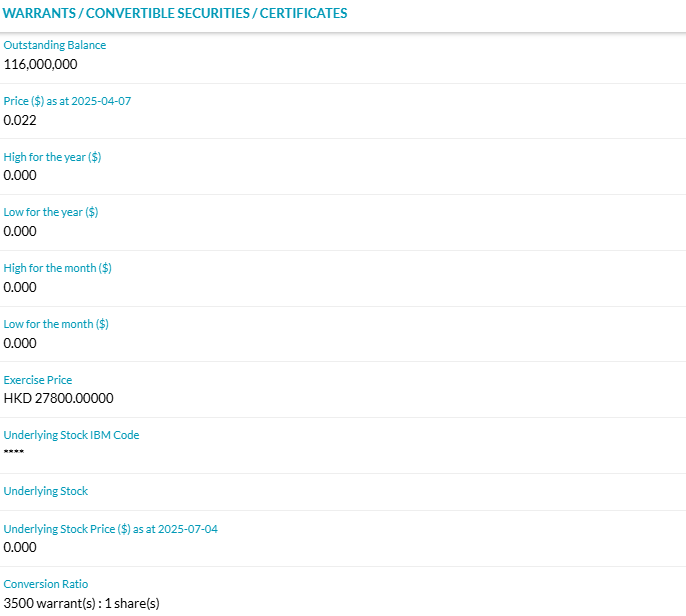 WARRANTS / CONVERTIBLE SECURITIES / CERTIFICATES
Outstanding Balance
116,000,000
Price ($) as at 2025-04-07
0.022
High for the year ($)
0.000
Low for the year ($)
0.000
High for the month ($)
0.000
Low for the month ($)
0.000
Exercise Price
HKD 27800.00000
Underlying Stock IBM Code
****
Underlying Stock
Underlying Stock Price ($) as at 2025-07-04
0.000
Conversion Ratio
3500 warrant(s) : 1 share(s)